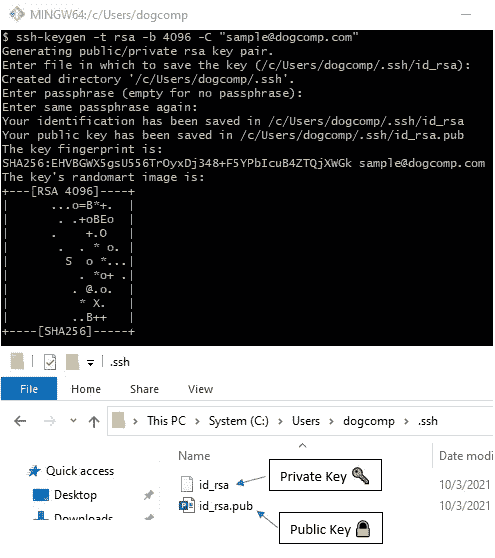 MINGW64:/c/Users/dogcomp
$ ssh-keygen -t rsa -b 4096 -C "sample@dogcomp.com"
Generating public/private rsa key pair.
Enter file in which to save the key (/c/Users/dogcomp/.ssh/id_rsa):
Created directory '/c/Users/dogcomp/.ssh'.
Enter passphrase (empty for no passphrase):
Enter same passphrase again:
Your identification has been saved in /c/Users/dogcomp/.ssh/id_rsa
Your public key has been saved in /c/Users/dogcomp/.ssh/id_rsa.pub
The key fingerprint is:
SHA256:EHVBGWX5gsU556TrOyxDj348+F5YPbIcuB4ZTQjXWGk sample@dogcomp.com
The key's randomart image is:
+---[RSA 4096]----+
|      ...o=B*+.  |
|       . .+oBEo  |
|      .    +.O   |
|       .  . * o. |
|        S  o *...|
|          . *o+ .|
|         . @.o.  |
|          * X.   |
|         ..B++   |
+----[SHA256]-----+
.ssh
File Home Share View
This PC > System (C:) > Users > dogcomp > .ssh
Name Date modi
Quick access
id_rsa Private Key 10/3/2021
Desktop
id_rsa.pub 10/3/2021
Downloads
Public Key